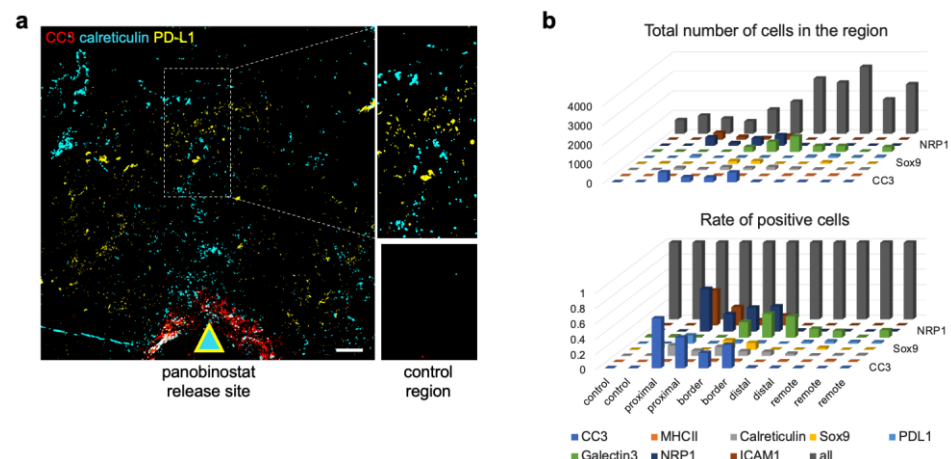 a
CC3 calreticulin PD-L1
panobinostat
release site
control
region
b
Total number of cells in the region
4000
3000
2000
1000
0
NRP1
Sox9
CC3
Rate of positive cells
1
0.8
0.6
0.4
0.2
0
NRP1
Sox9
CC3
control
control
proximal
proximal
border
border
distal
distal
remote
remote
remote
CC3 MHCII Calreticulin Sox9 PDL1
Galectin3 NRP1 ICAM1 all